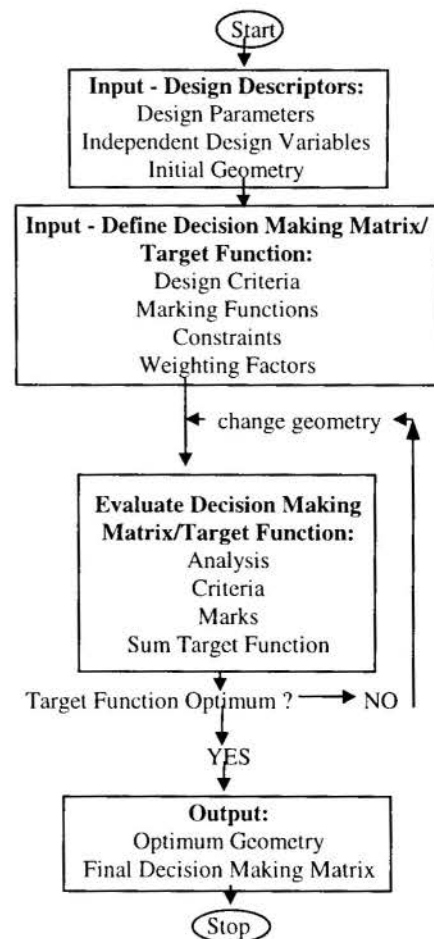 Start
Input - Design Descriptors:
Design Parameters
Independent Design Variables
Initial Geometry
Input - Define Decision Making Matrix/
Target Function:
Design Criteria
Marking Functions
Constraints
Weighting Factors
change geometry
Evaluate Decision Making
Matrix/Target Function:
Analysis
Criteria
Marks
Sum Target Function
Target Function Optimum ? NO
YES
Output:
Optimum Geometry
Final Decision Making Matrix
Stop